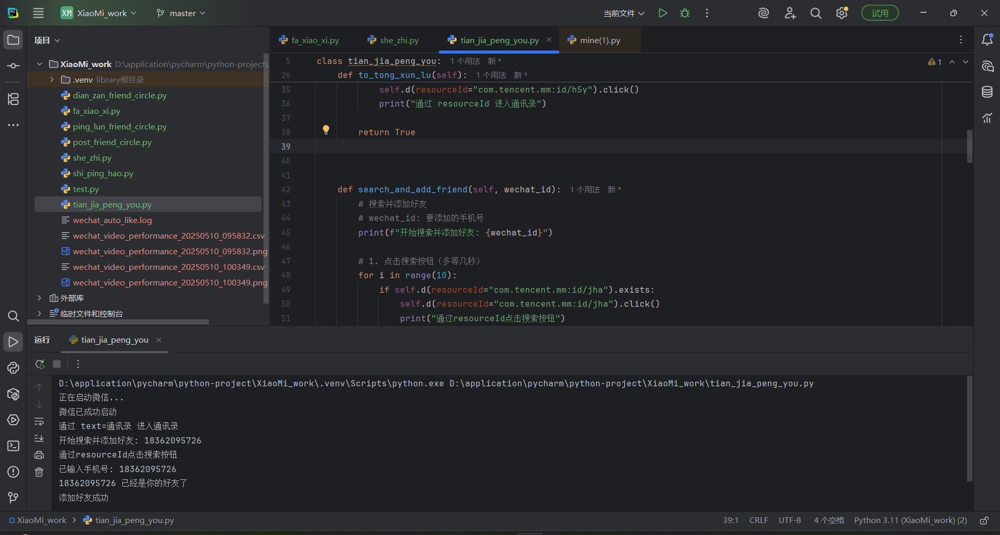 XM XiaoMi_work master 当前文件 试用
项目
fa_xiao_xi.py she_zhi.py tian_jia_peng_you.py mine(1).py
XiaoMi_work D:\application\pycharm\python-project\
.venv library根目录
dian_zan_friend_circle.py
fa_xiao_xi.py
ping_lun_friend_circle.py
post_friend_circle.py
she_zhi.py
shi_ping_hao.py
test.py
tian_jia_peng_you.py
wechat_auto_like.log
wechat_video_performance_20250510_095832.csv
wechat_video_performance_20250510_095832.png
wechat_video_performance_20250510_100349.csv
wechat_video_performance_20250510_100349.png
外部库
临时文件和控制台
5 class tian_jia_peng_you: 1 个用法 新 *
1
26 def to_tong_xun_lu(self): 1 个用法 新 *
35 self.d(resourceId="com.tencent.mm:id/h5y").click()
36 print("通过 resourceId 进入通讯录")
37
38 return True
39
40
41
42 def search_and_add_friend(self, wechat_id): 1 个用法 新 *
43 # 搜索并添加好友
44 # wechat_id: 要添加的手机号
45 print(f"开始搜索并添加好友: {wechat_id}")
46
47 # 1. 点击搜索按钮（多等几秒）
48 for i in range(10):
49 if self.d(resourceId="com.tencent.mm:id/jha").exists:
50 self.d(resourceId="com.tencent.mm:id/jha").click()
51 print("通过resourceId点击搜索按钮")
运行 tian_jia_peng_you
D:\application\pycharm\python-project\XiaoMi_work\.venv\Scripts\python.exe D:\application\pycharm\python-project\XiaoMi_work\tian_jia_peng_you.py
正在启动微信...
微信已成功启动
通过 text=通讯录 进入通讯录
开始搜索并添加好友: 18362095726
通过resourceId点击搜索按钮
已输入手机号: 18362095726
18362095726 已经是你的好友了
添加好友成功
XiaoMi_work tian_jia_peng_you.py 39:1 CRLF UTF-8 4 个空格 Python 3.11 (XiaoMi_work) (2)